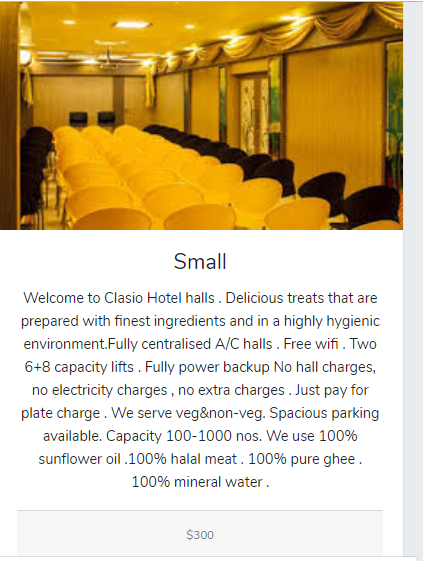 Small
Welcome to Clasio Hotel halls . Delicious treats that are
prepared with finest ingredients and in a highly hygienic
environment.Fully centralised A/C halls . Free wifi . Two
6+8 capacity lifts . Fully power backup No hall charges,
no electricity charges , no extra charges . Just pay for
plate charge . We serve veg&non-veg. Spacious parking
available. Capacity 100-1000 nos. We use 100%
sunflower oil .100% halal meat . 100% pure ghee .
100% mineral water .
$300